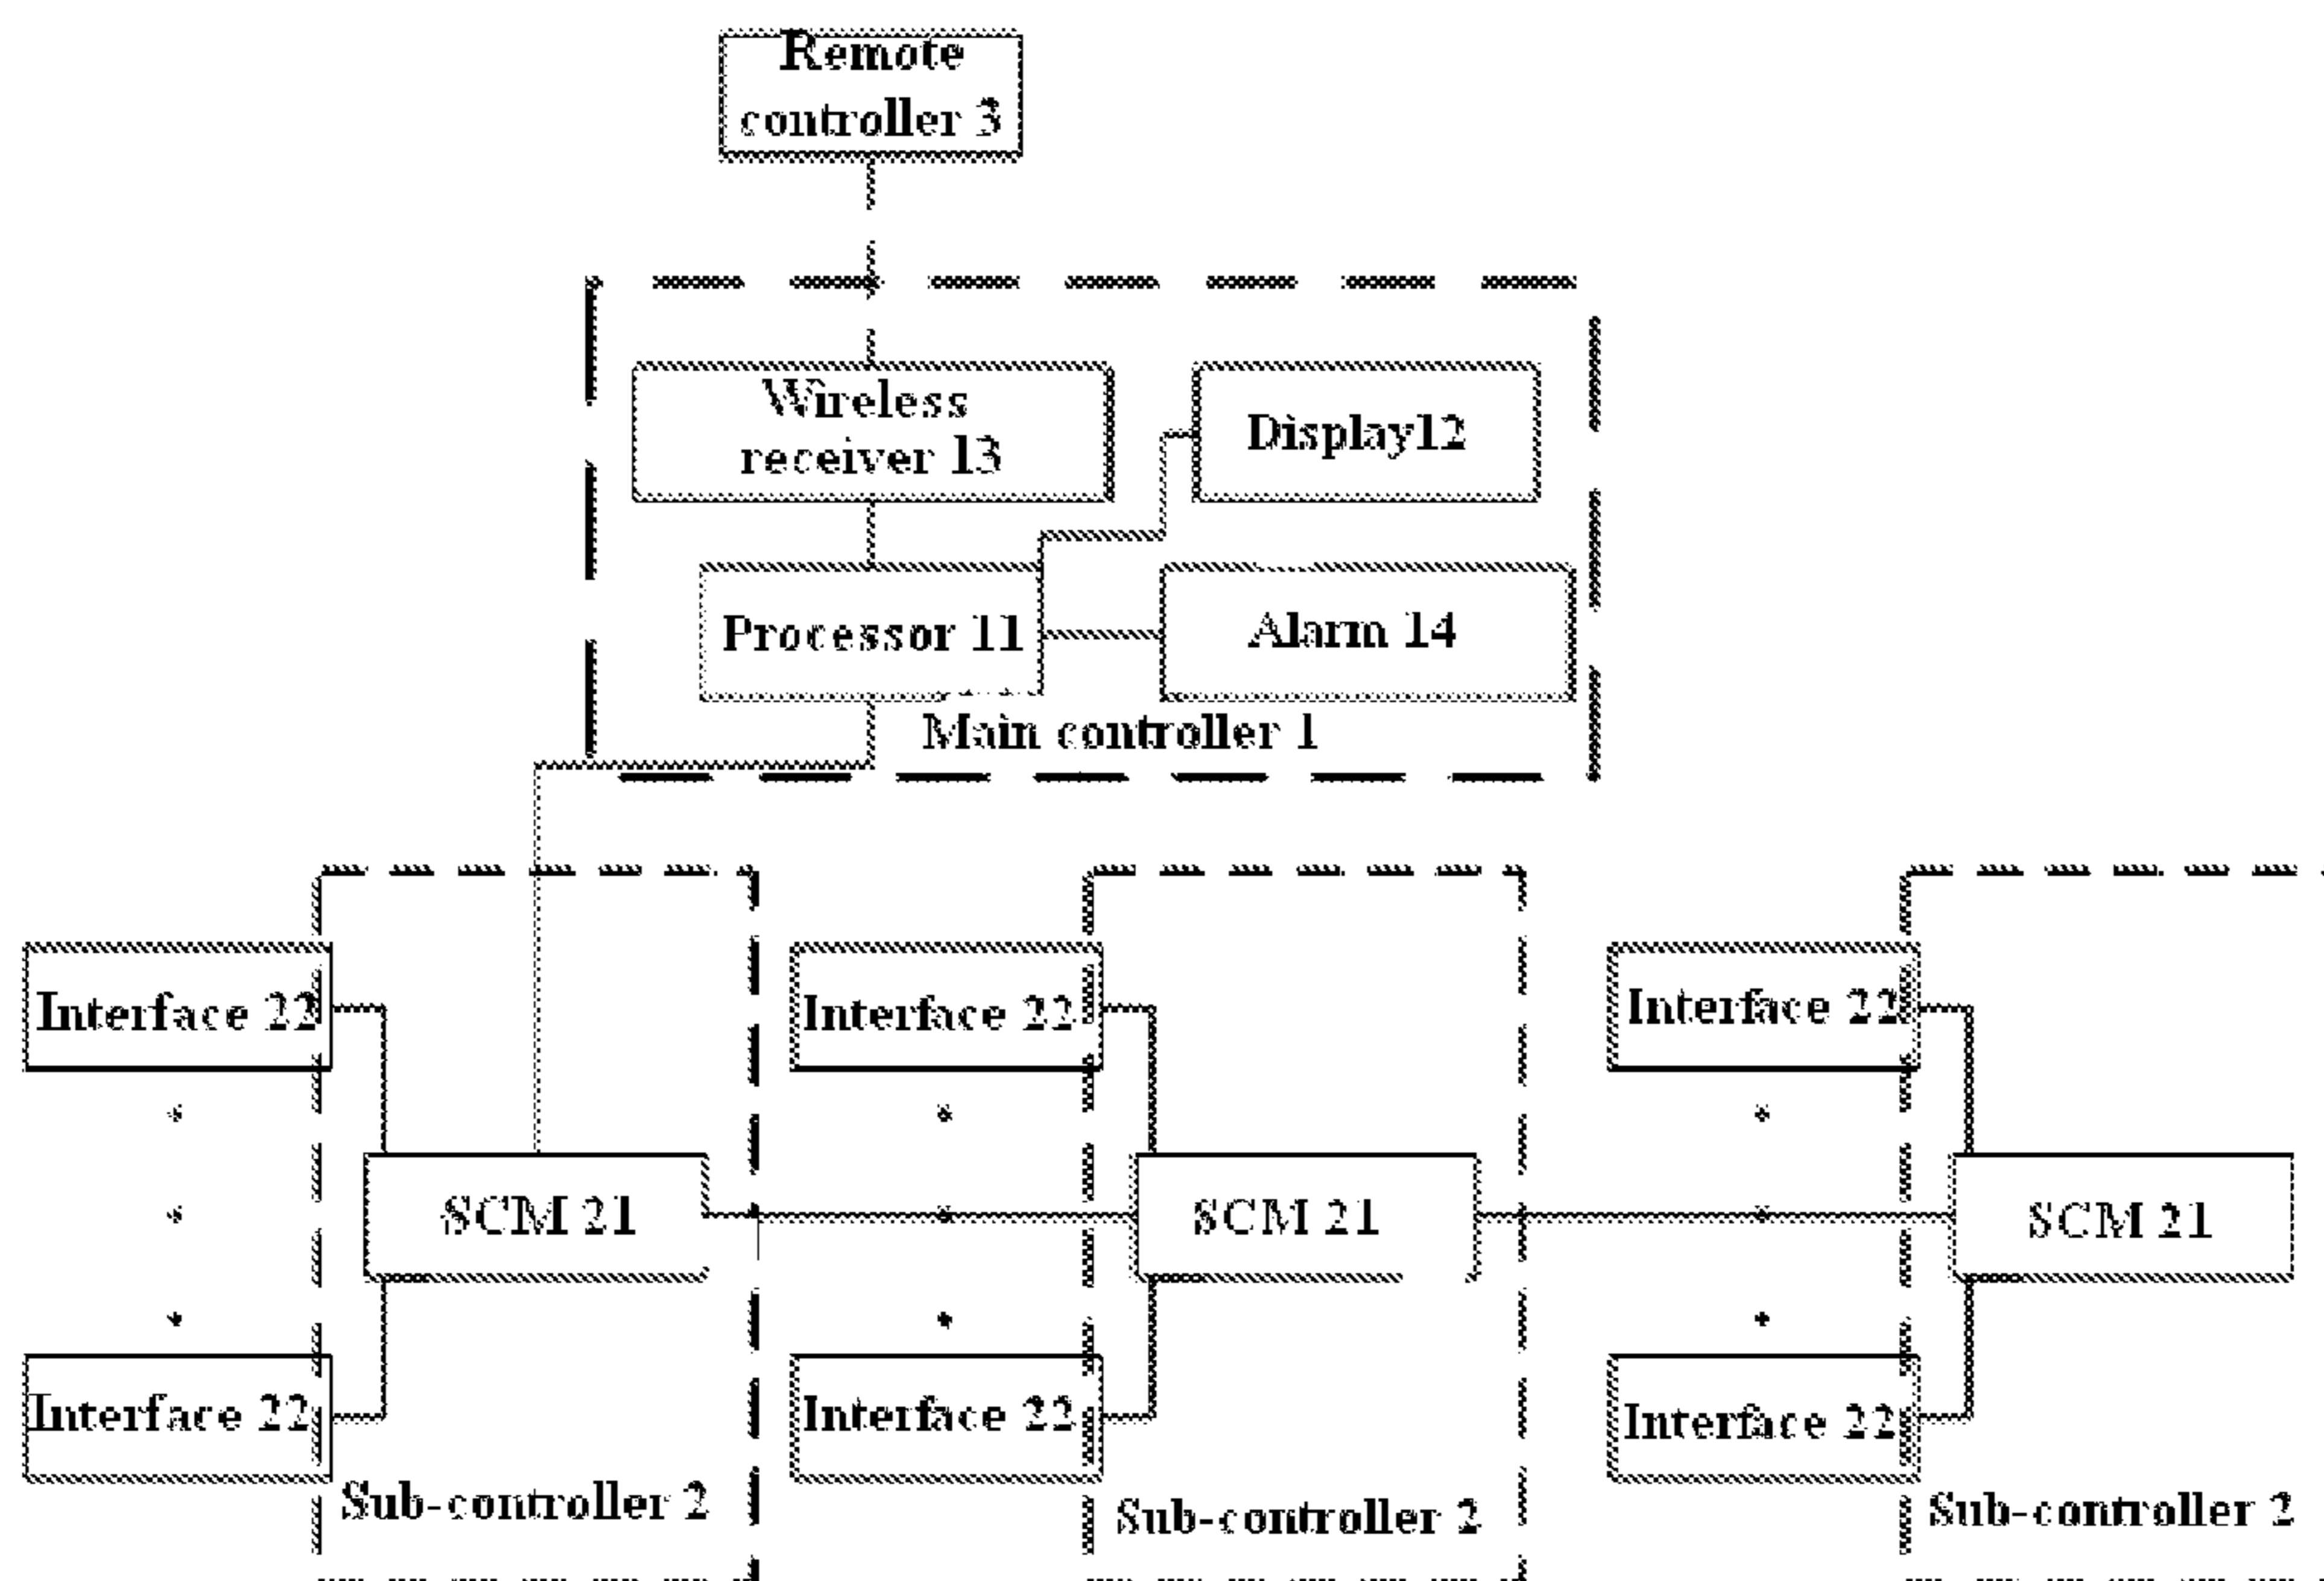 Remote
controller 3
Wireless
receiver 13
Display12
Processor 11
Alarm 14
Main controller 1
Interface 22
Interface 22
Interface 22
SCM 21
SCM 21
SCM 21
Interface 22
Interface 22
Interface 22
Sub-controller 2
Sub-controller 2
Sub-controller 2